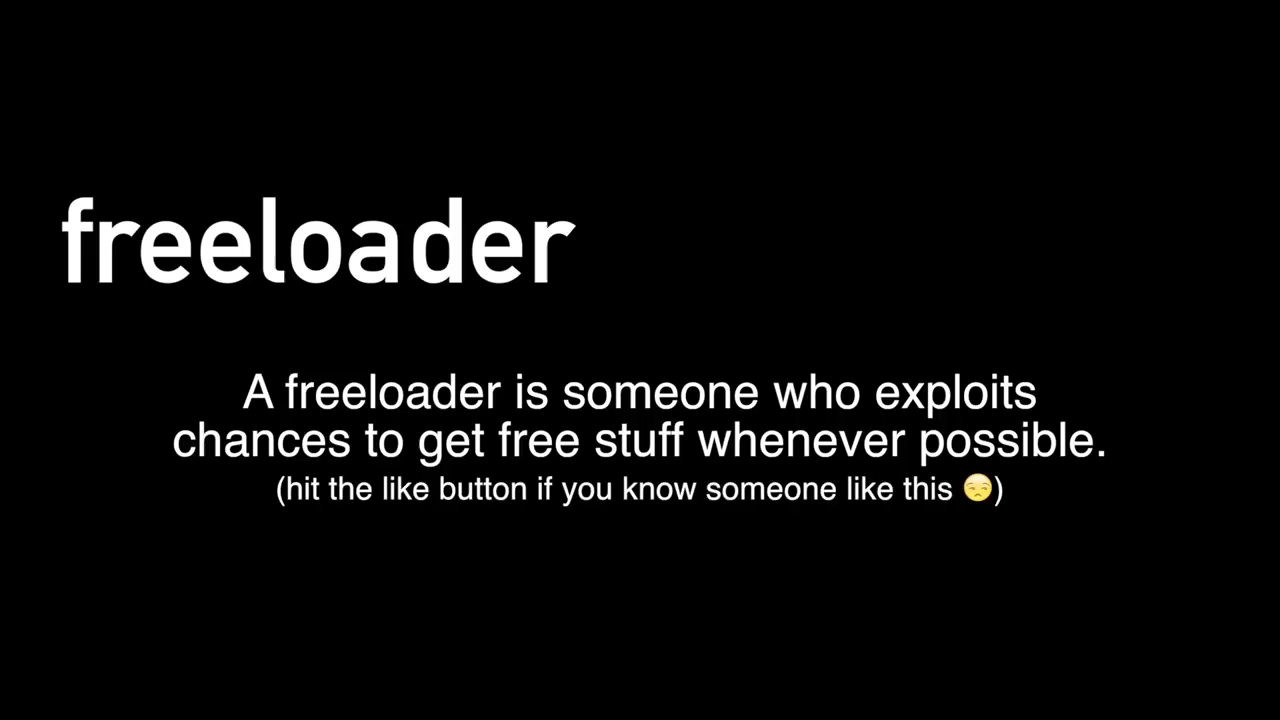 freeloader
A freeloader is someone who exploits
chances to get free stuff whenever possible.
(hit the like button if you know someone like this 😒)